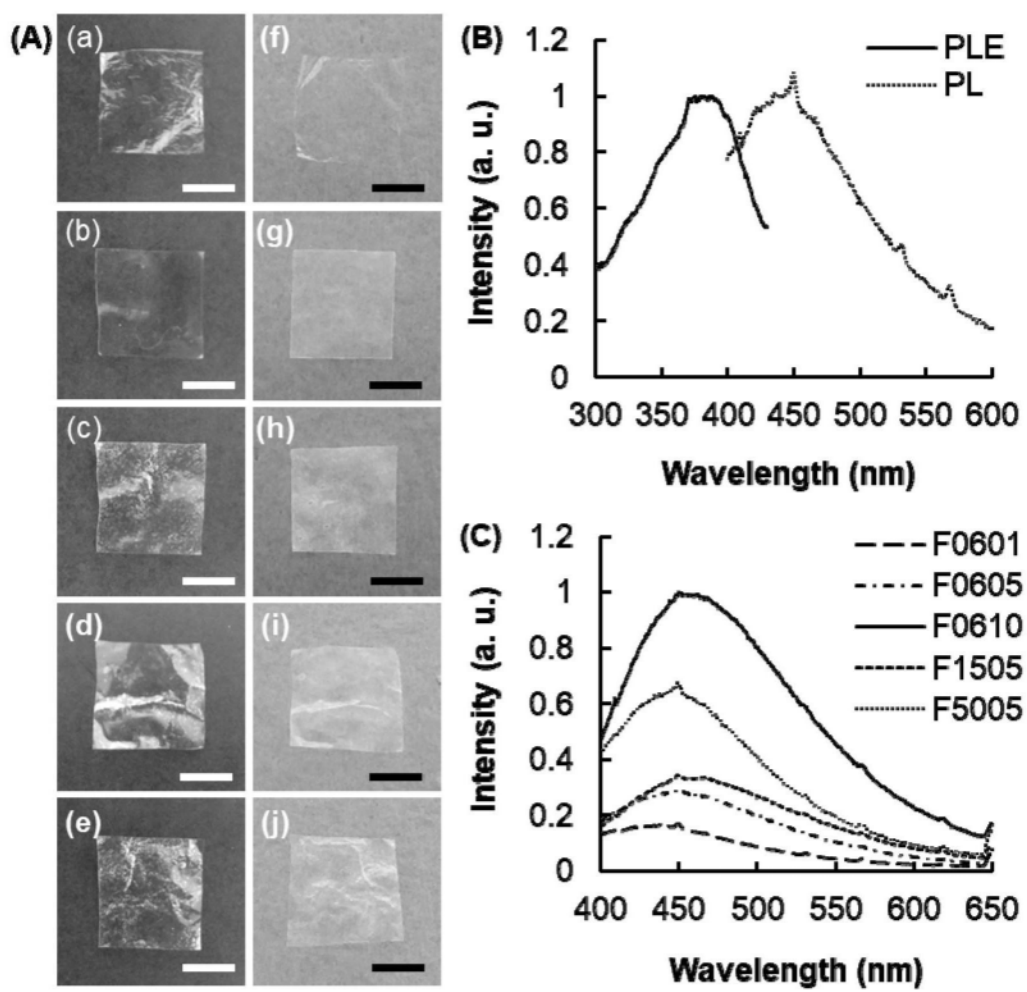 (A)
(a)
(f)
(b)
(g)
(c)
(h)
(d)
(i)
(e)
(j)
(B)
PLE
PL
1.2
1
0.8
0.6
0.4
0.2
0
300 350 400 450 500 550 600
Intensity (a. u.)
Wavelength (nm)
(C)
F0601
F0605
F0610
F1505
F5005
1.2
1
0.8
0.6
0.4
0.2
0
400 450 500 550 600 650
Intensity (a. u.)
Wavelength (nm)